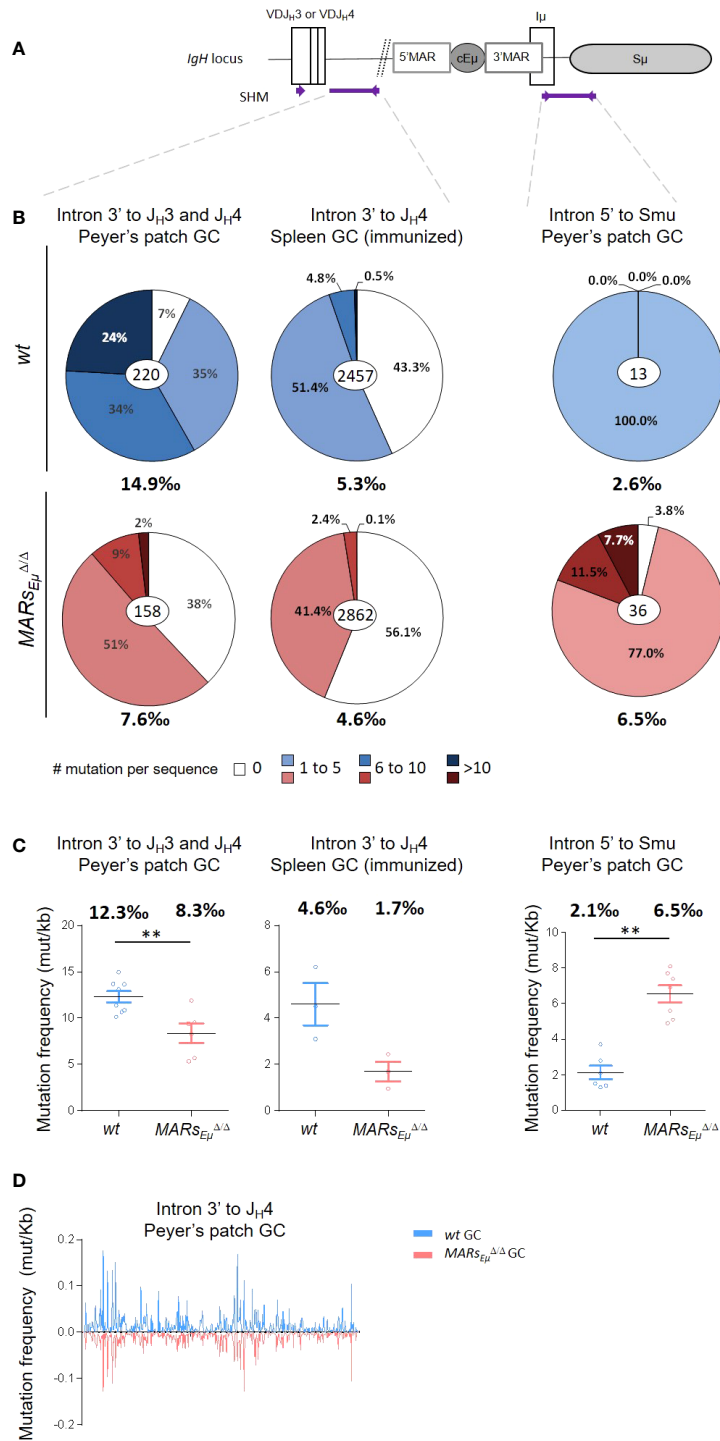 A
VDJH3 or VDJH4
Iµ
IgH locus
5'MAR
cEµ
3'MAR
Sµ
SHM
B
Intron 3' to JH3 and JH4
Peyer's patch GC
Intron 3' to JH4
Spleen GC (immunized)
Intron 5' to Smu
Peyer's patch GC
wt
7%
35%
34%
24%
220
14.9‰
4.8%
0.5%
43.3%
51.4%
2457
5.3‰
0.0%
0.0%
0.0%
13
100.0%
2.6‰
MARsEµ Δ/Δ
2%
9%
38%
51%
158
7.6‰
2.4%
0.1%
41.4%
56.1%
2862
4.6‰
3.8%
7.7%
11.5%
77.0%
36
6.5‰
# mutation per sequence
0
1 to 5
6 to 10
>10
C
Intron 3' to JH3 and JH4
Peyer's patch GC
Intron 3' to JH4
Spleen GC (immunized)
Intron 5' to Smu
Peyer's patch GC
Mutation frequency (mut/Kb)
12.3‰
8.3‰
**
20
15
10
5
0
wt
MARsEµ Δ/Δ
4.6‰
1.7‰
8
6
4
2
0
wt
MARsEµ Δ/Δ
Mutation frequency (mut/Kb)
2.1‰
6.5‰
**
10
8
6
4
2
0
wt
MARsEµ Δ/Δ
D
Intron 3' to JH4
Peyer's patch GC
Mutation frequency (mut/Kb)
0.2
0.1
0.0
-0.1
-0.2
wt GC
MARsEµ Δ/Δ GC